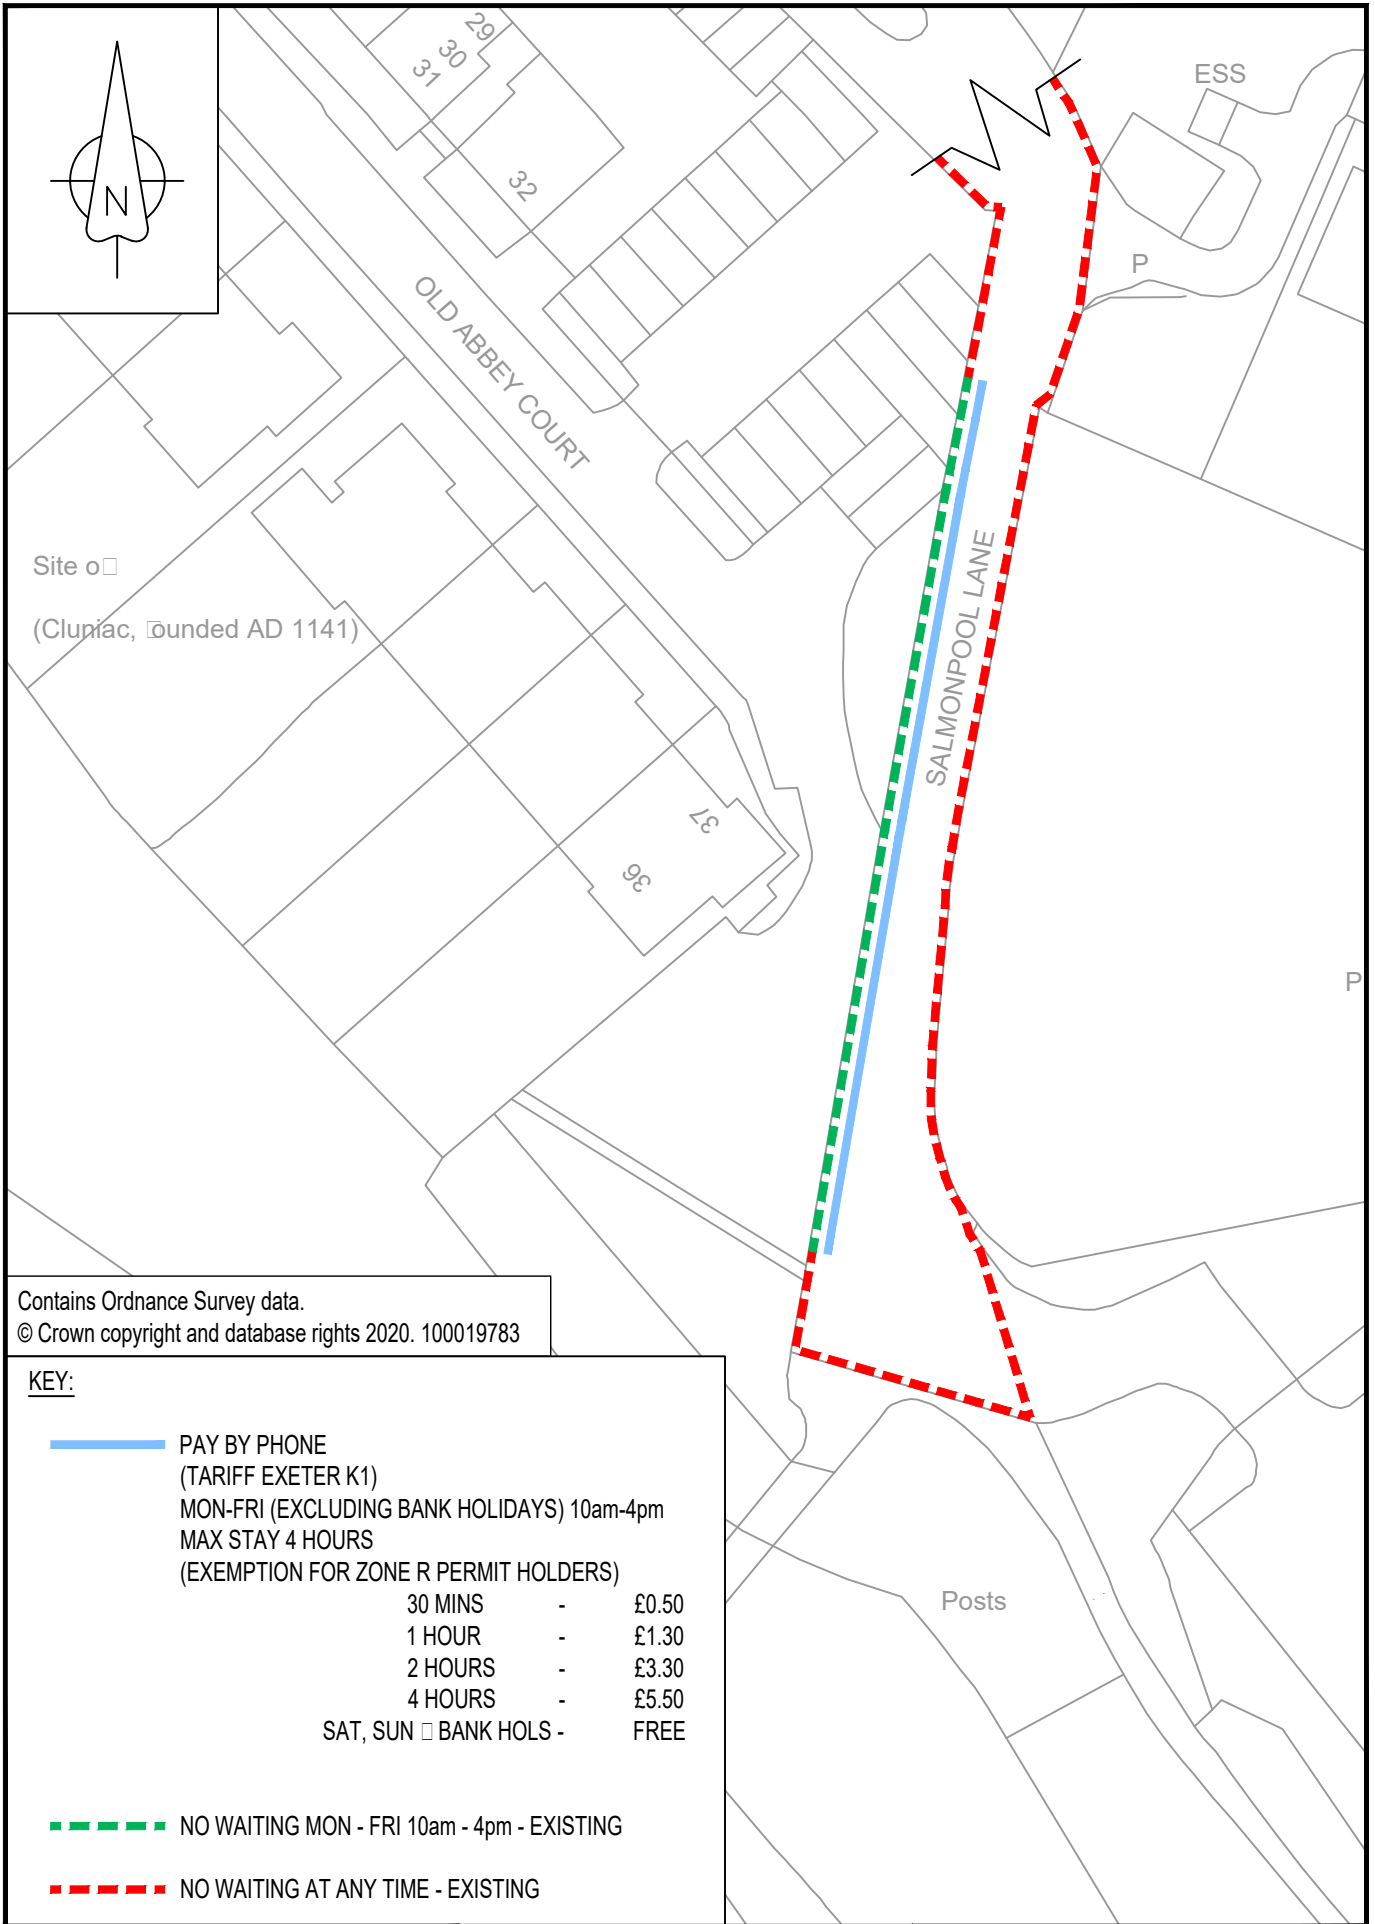 N
29
30
31
32
ESS
P
OLD ABBEY COURT
SALMONPOOL LANE
Site o□
(Cluniac, □ounded AD 1141)
37
36
P
Contains Ordnance Survey data.
© Crown copyright and database rights 2020. 100019783
KEY:
PAY BY PHONE
(TARIFF EXETER K1)
MON-FRI (EXCLUDING BANK HOLIDAYS) 10am-4pm
MAX STAY 4 HOURS
(EXEMPTION FOR ZONE R PERMIT HOLDERS)
30 MINS - £0.50
1 HOUR - £1.30
2 HOURS - £3.30
4 HOURS - £5.50
SAT, SUN □ BANK HOLS - FREE
Posts
NO WAITING MON - FRI 10am - 4pm - EXISTING
NO WAITING AT ANY TIME - EXISTING